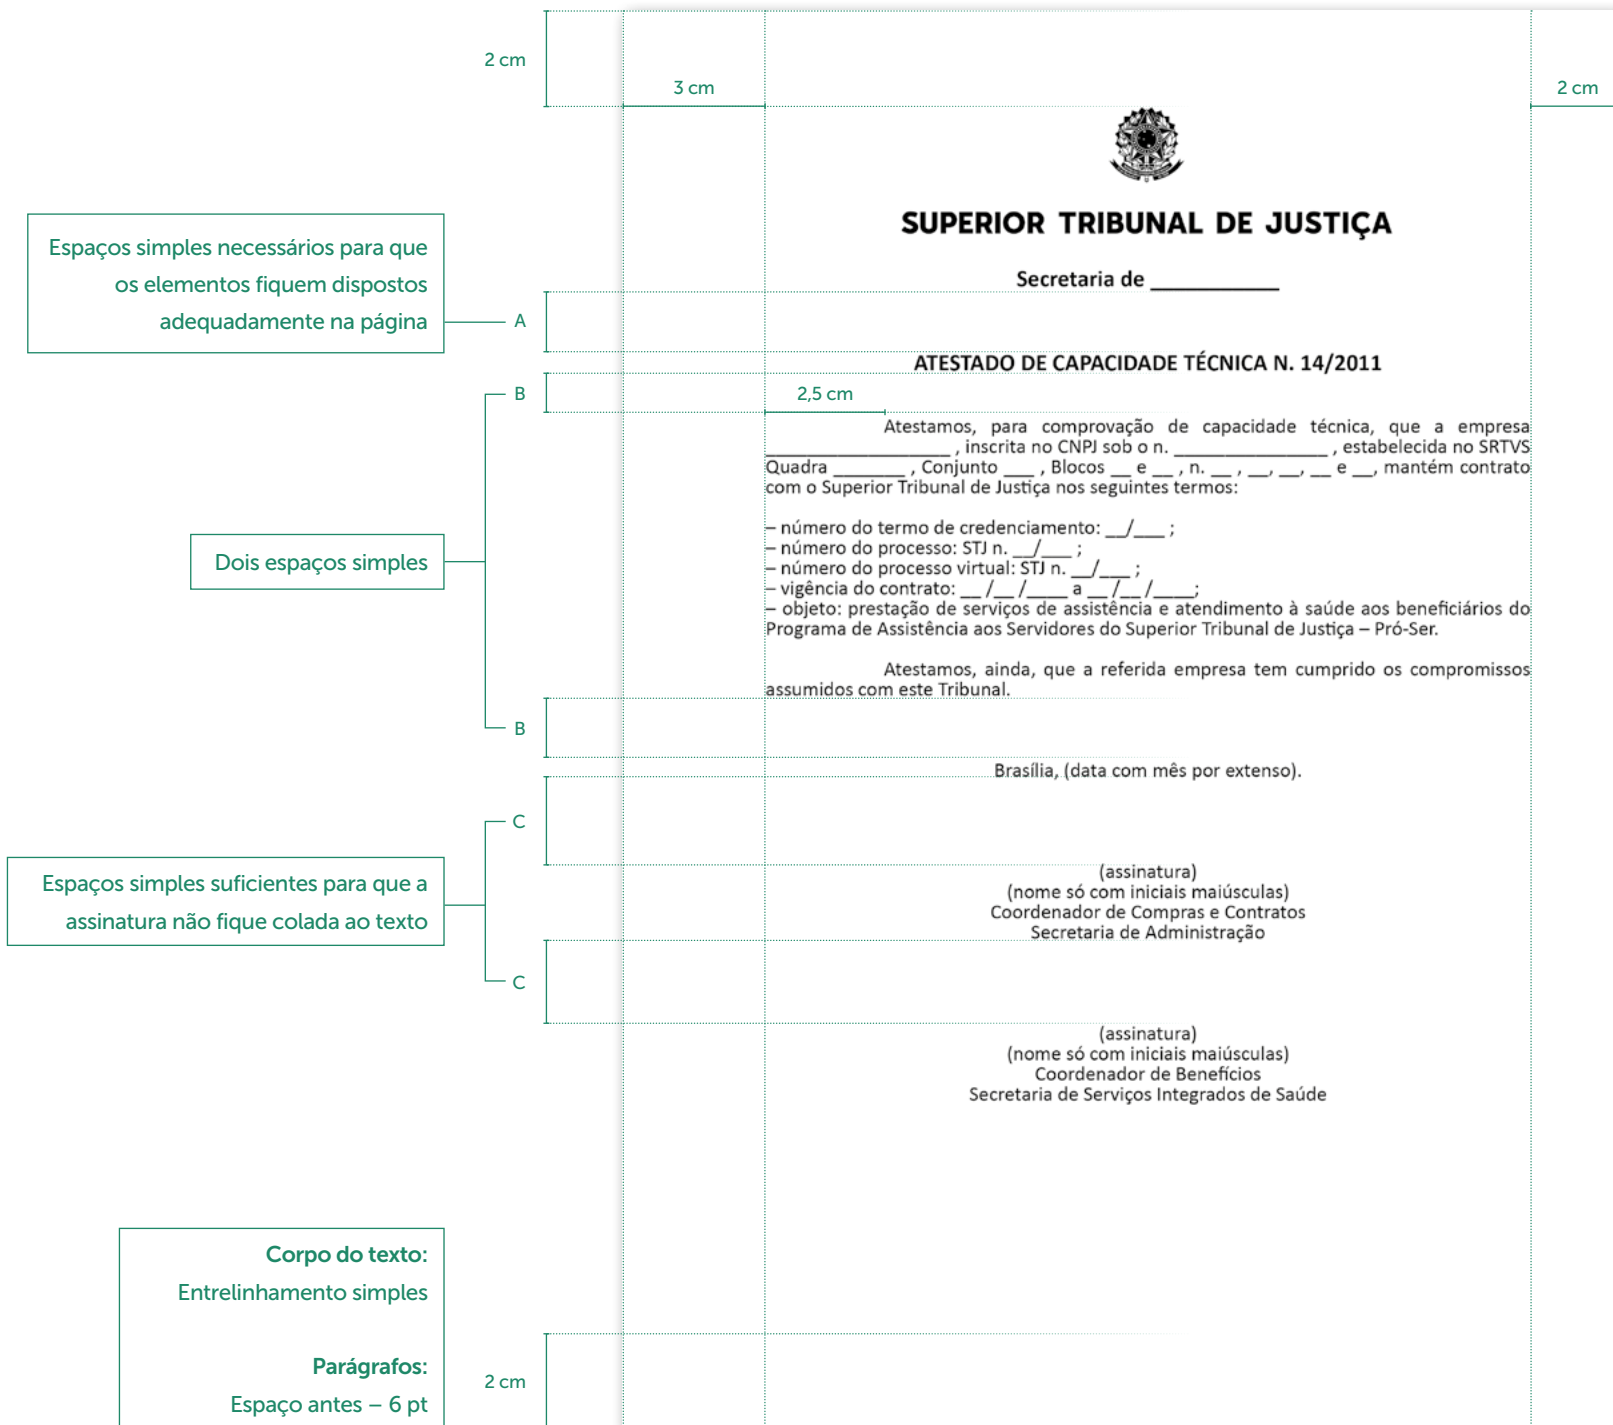 2 cm
3 cm
2 cm
SUPERIOR TRIBUNAL DE JUSTIÇA
Secretaria de ___________
Espaços simples necessários para que
os elementos fiquem dispostos
adequadamente na página
A
ATESTADO DE CAPACIDADE TÉCNICA N. 14/2011
B
2,5 cm
Atestamos, para comprovação de capacidade técnica, que a empresa
__________________ , inscrita no CNPJ sob o n. _______________ , estabelecida no SRTVS
Quadra _______ , Conjunto ___ , Blocos __ e __ , n. __ , __, __, __ e __, mantém contrato
com o Superior Tribunal de Justiça nos seguintes termos:
– número do termo de credenciamento: __/___ ;
– número do processo: STJ n. __/___ ;
– número do processo virtual: STJ n. __/___ ;
– vigência do contrato: __ /__ /____ a __ /__ /____;
– objeto: prestação de serviços de assistência e atendimento à saúde aos beneficiários do
Programa de Assistência aos Servidores do Superior Tribunal de Justiça – Pró-Ser.
Dois espaços simples
Atestamos, ainda, que a referida empresa tem cumprido os compromissos
assumidos com este Tribunal.
B
Brasília, (data com mês por extenso).
C
Espaços simples suficientes para que a
assinatura não fique colada ao texto
(assinatura)
(nome só com iniciais maiúsculas)
Coordenador de Compras e Contratos
Secretaria de Administração
C
(assinatura)
(nome só com iniciais maiúsculas)
Coordenador de Benefícios
Secretaria de Serviços Integrados de Saúde
Corpo do texto:
Entrelinhamento simples
Parágrafos:
Espaço antes – 6 pt
2 cm